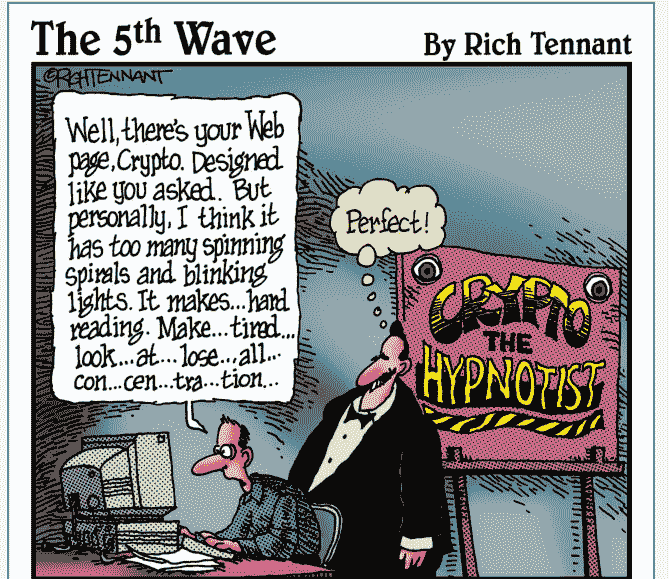 The 5th Wave
By Rich Tennant
©RICHTENNANT
Well, there's your Web
page, Crypto. Designed
like you asked. But
personally, I think it
has too many spinning
spirals and blinking
lights. It makes...hard
reading. Make...tired...
look...at...lose...all...
con...cen...tra...tion...
Perfect!
CRYPTO
THE
HYPNOTIST